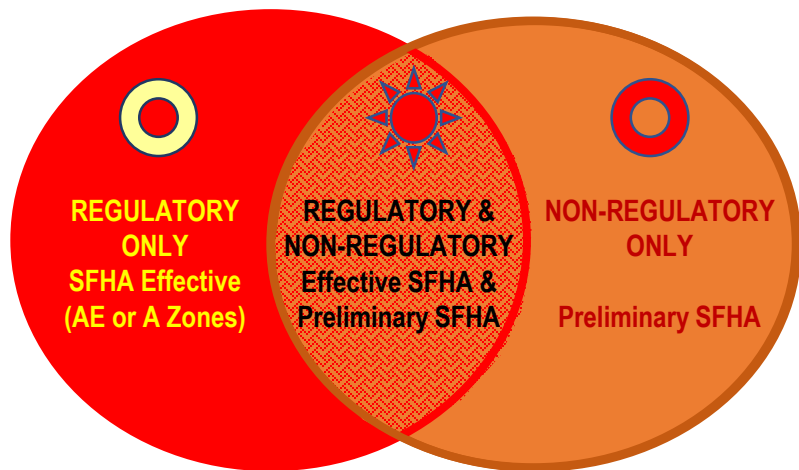 REGULATORY
ONLY
SFHA Effective
(AE or A Zones)
REGULATORY &
NON-REGULATORY
Effective SFHA &
Preliminary SFHA
NON-REGULATORY
ONLY
Preliminary SFHA